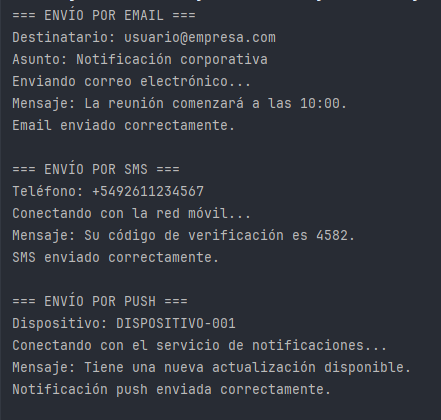 === ENVÍO POR EMAIL ===
Destinatario: usuario@empresa.com
Asunto: Notificación corporativa
Enviando correo electrónico...
Mensaje: La reunión comenzará a las 10:00.
Email enviado correctamente.

=== ENVÍO POR SMS ===
Teléfono: +5492611234567
Conectando con la red móvil...
Mensaje: Su código de verificación es 4582.
SMS enviado correctamente.

=== ENVÍO POR PUSH ===
Dispositivo: DISPOSITIVO-001
Conectando con el servicio de notificaciones...
Mensaje: Tiene una nueva actualización disponible.
Notificación push enviada correctamente.